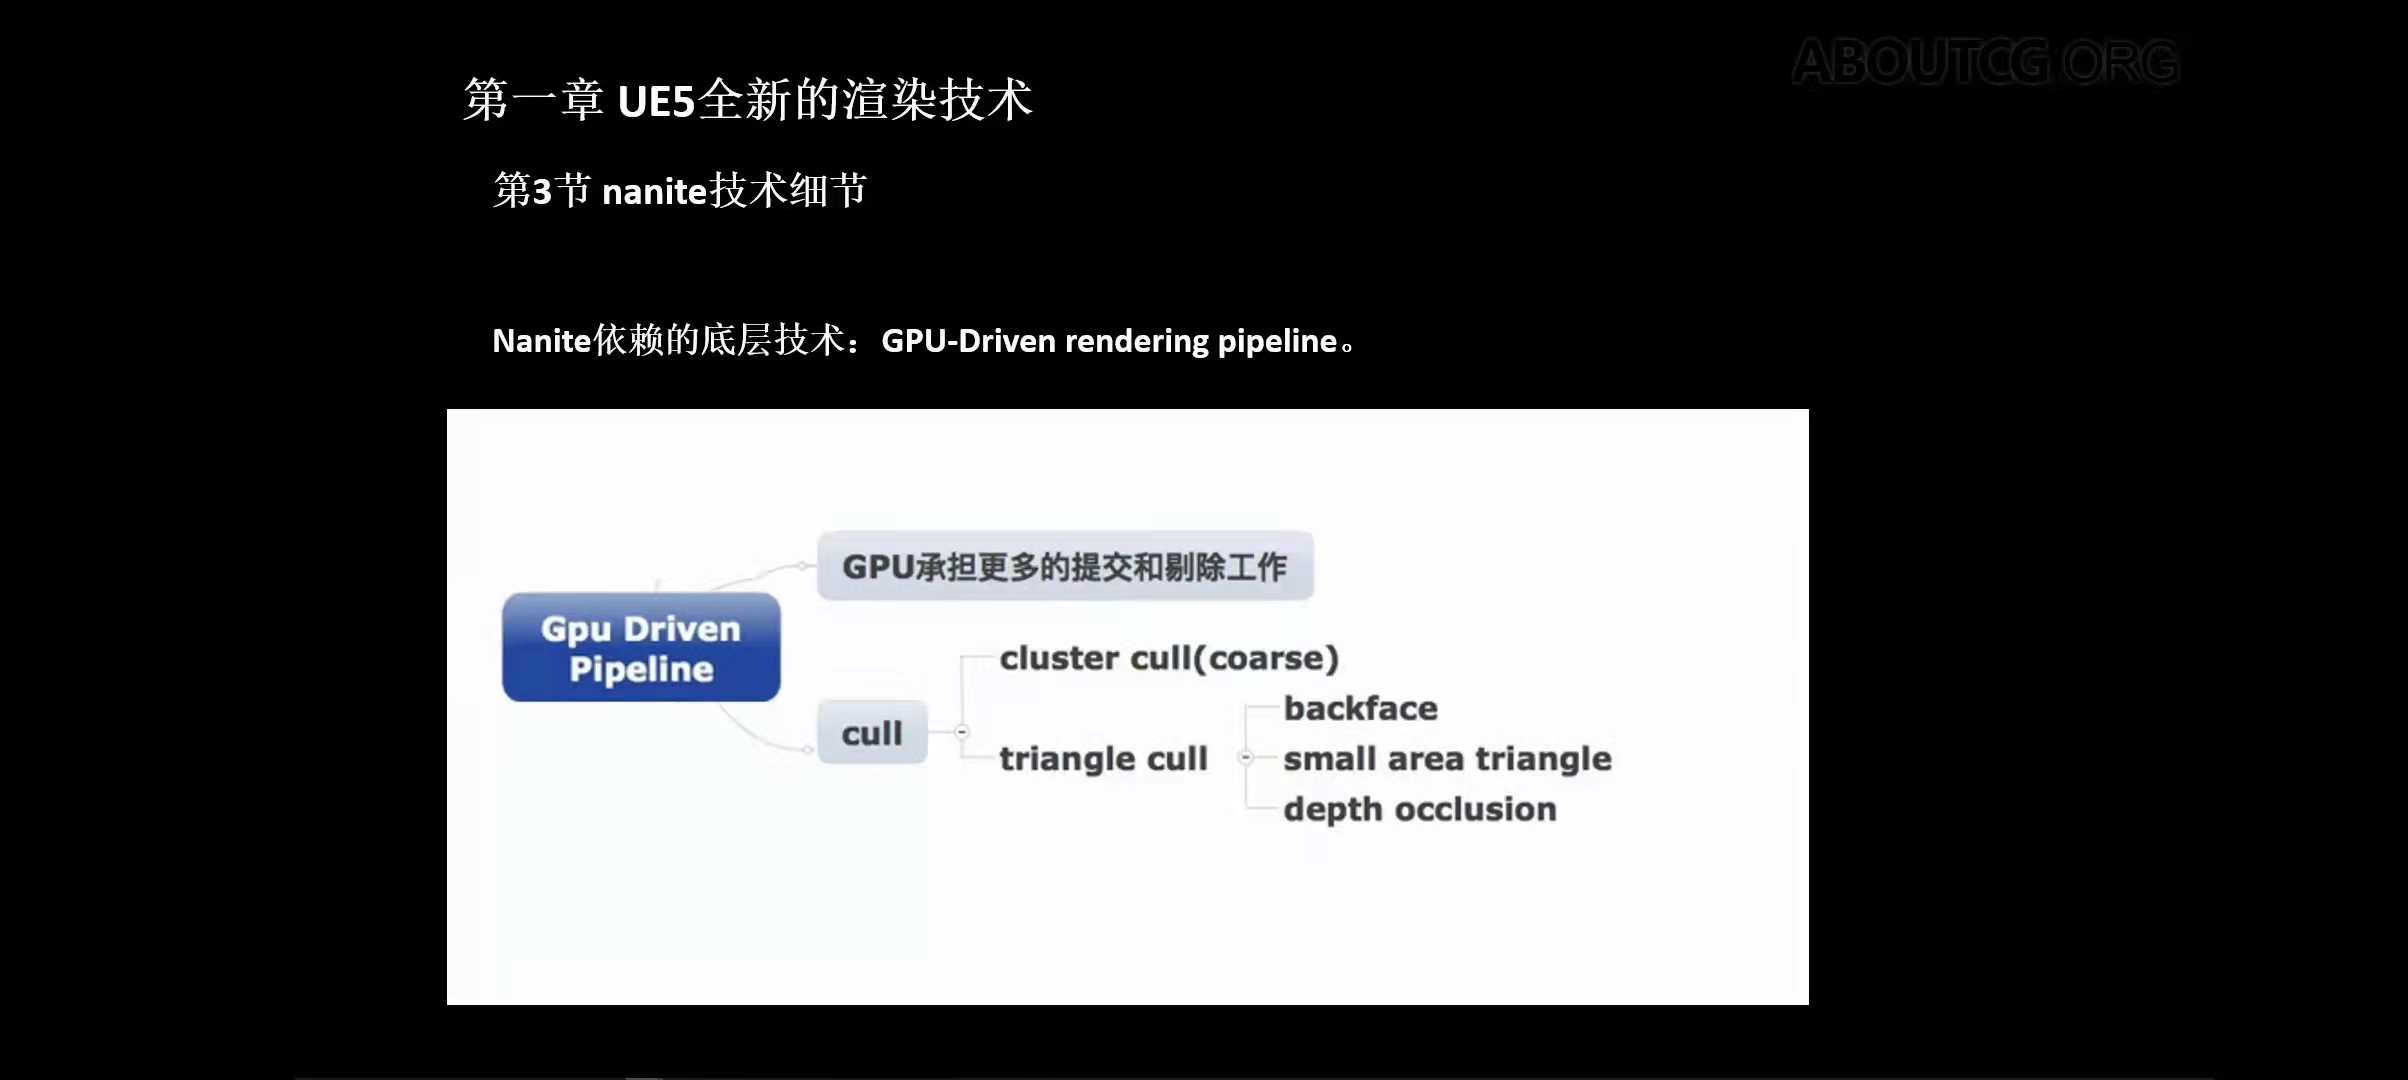 ABOUTCG ORG
第一章 UE5全新的渲染技术
第3节 nanite技术细节
Nanite依赖的底层技术：GPU-Driven rendering pipeline。
GPU承担更多的提交和剔除工作
Gpu Driven
Pipeline
cull
cluster cull(coarse)
triangle cull
backface
small area triangle
depth occlusion